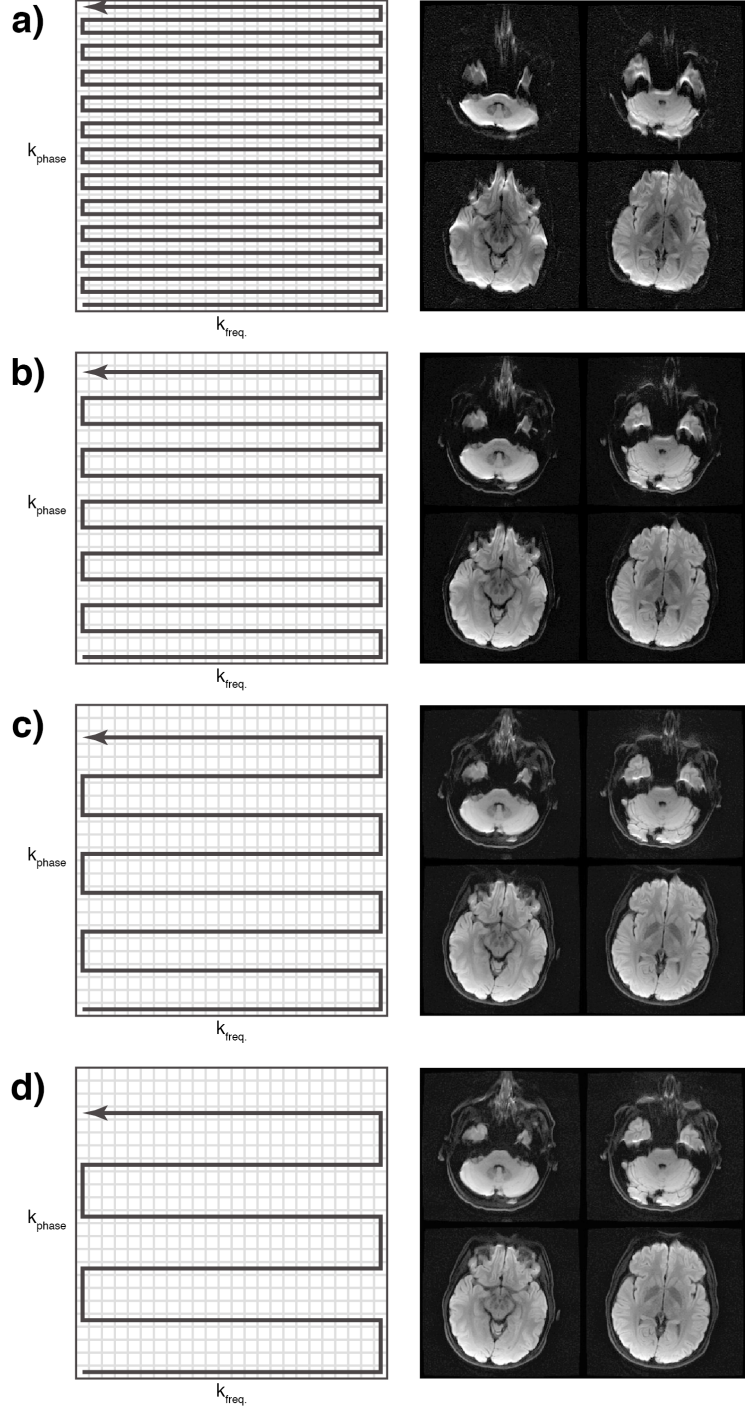 a)
kphase
kfreq.
b)
kphase
kfreq.
c)
kphase
kfreq.
d)
kphase
kfreq.